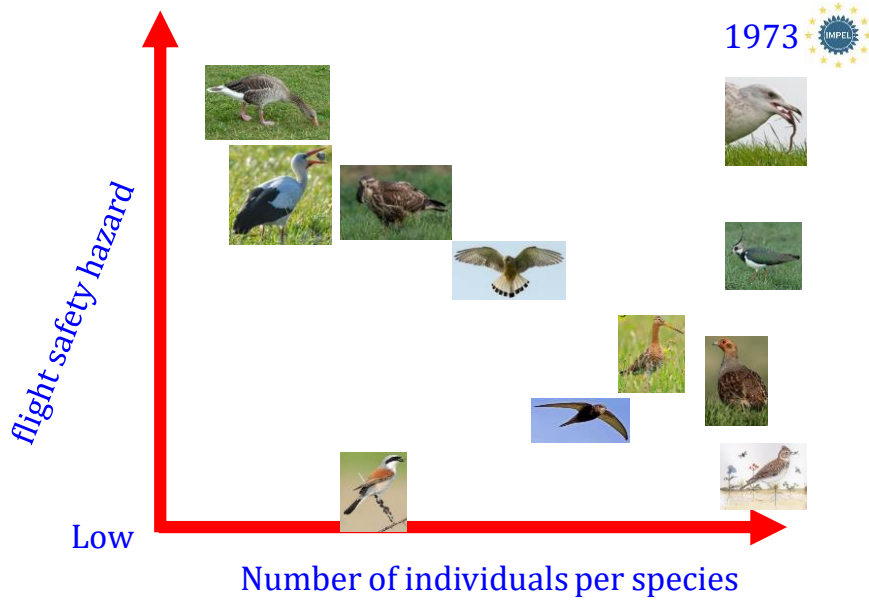 1973
IMPEL
flight safety hazard
Low
Number of individuals per species